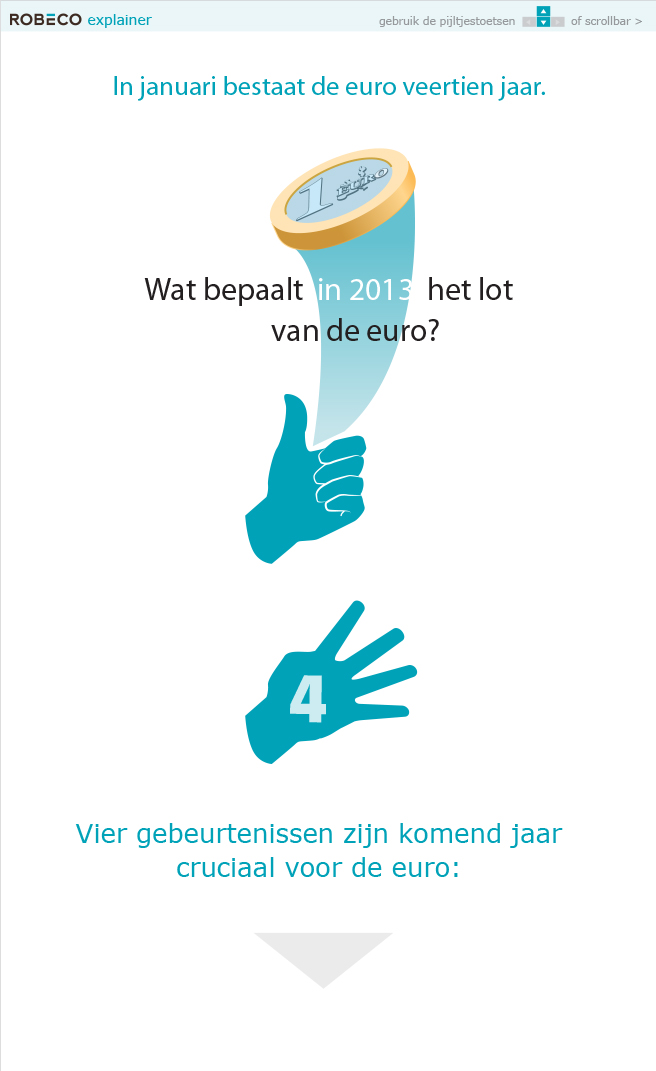 ROBECO explainer
gebruik de pijltjestoetsen of scrollbar >
In januari bestaat de euro veertien jaar.
1 EURO
Wat bepaalt in 2013 het lot
van de euro?
4
Vier gebeurtenissen zijn komend jaar
cruciaal voor de euro: